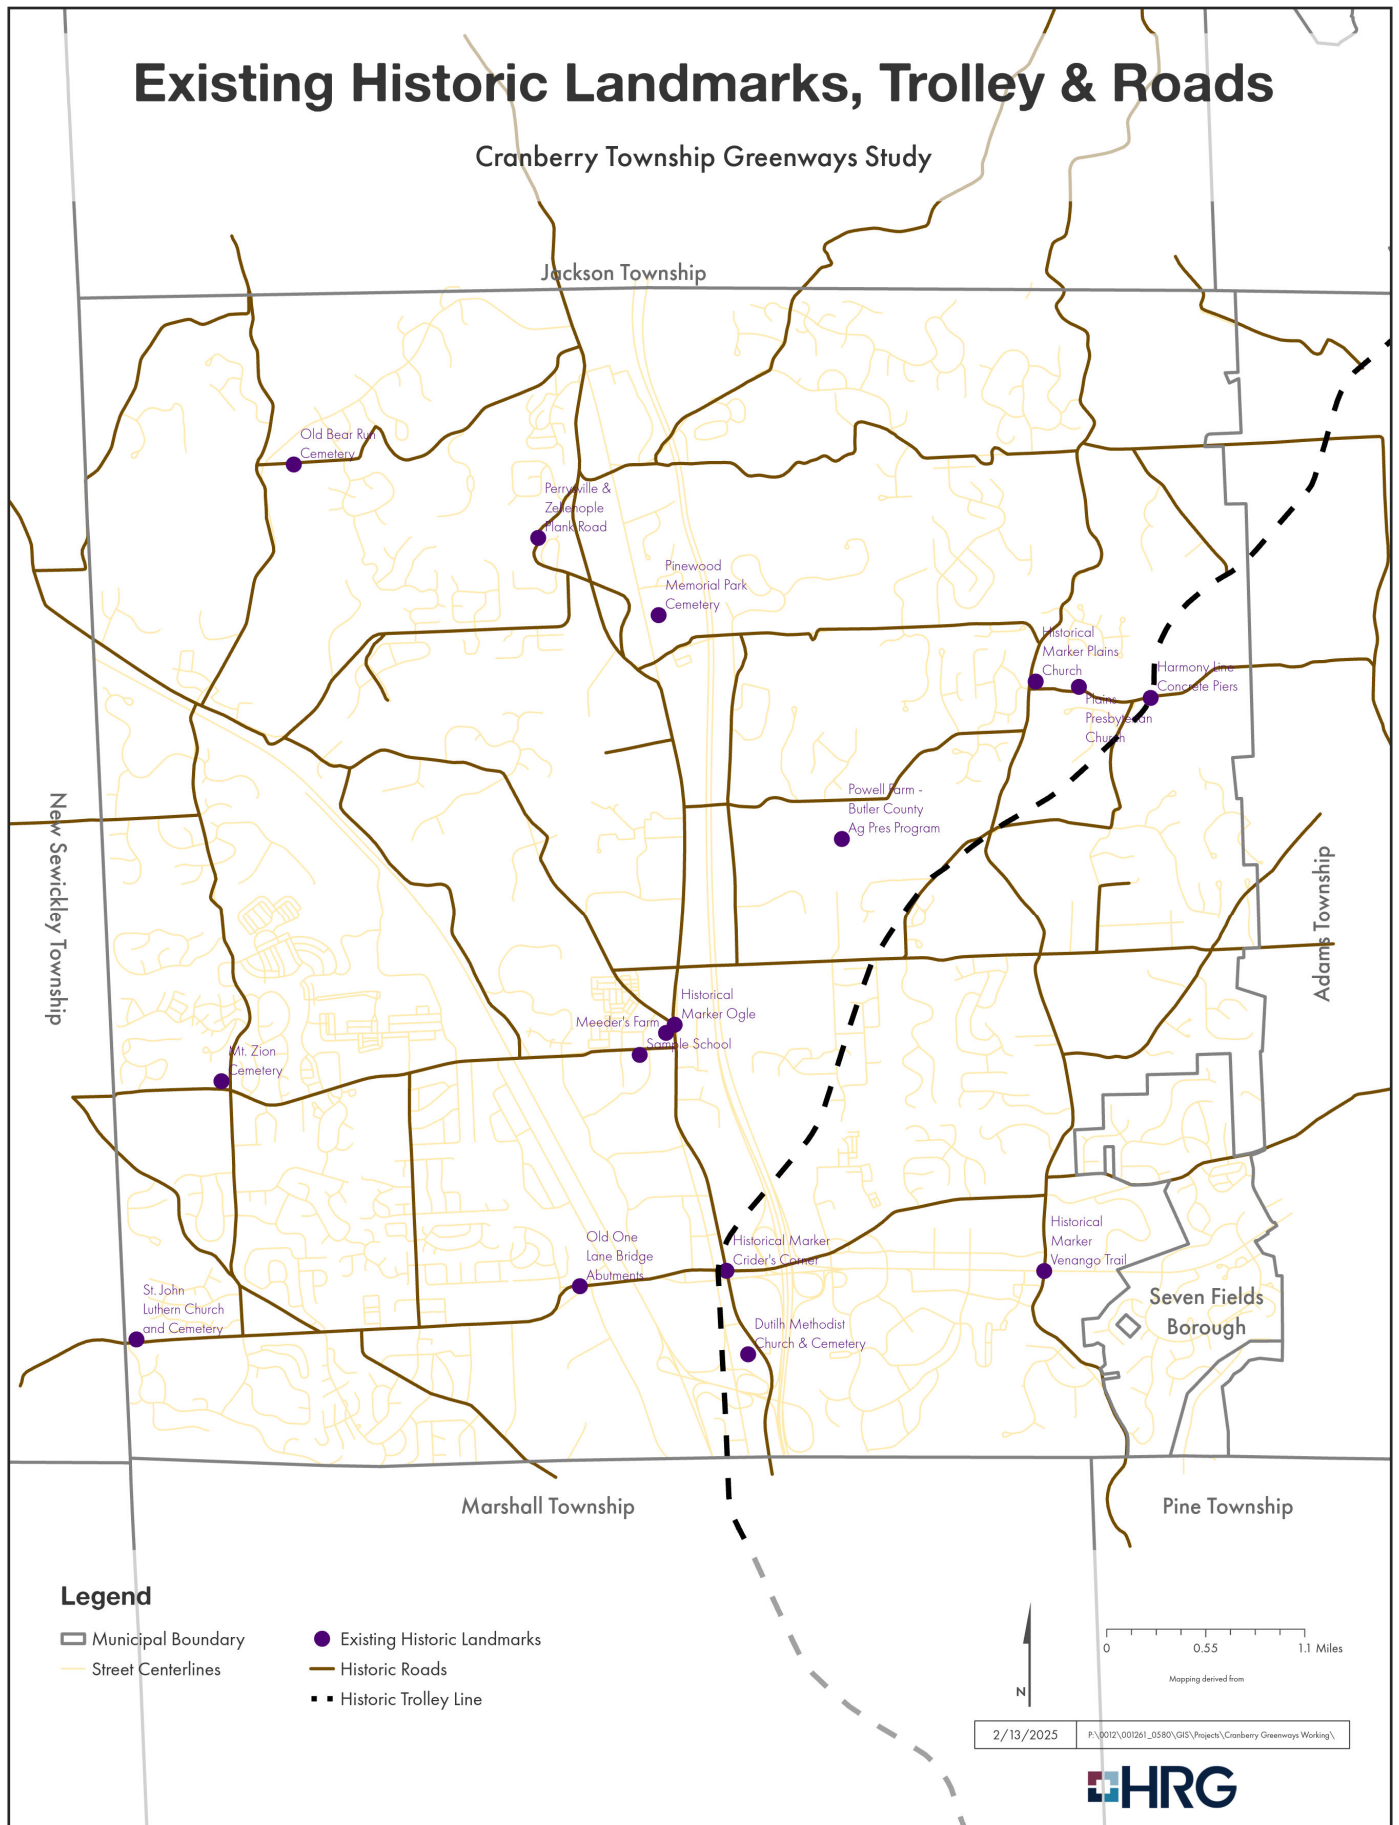 Existing Historic Landmarks, Trolley & Roads
Cranberry Township Greenways Study
Jackson Township
Old Bear Run
Cemetery
Perrysville &
Zelienople
Plank Road
Pinewood
Memorial Park
Cemetery
Historical
Marker Plains
Church
Harmony Line
Concrete Piers
Plains
Presbyterian
Church
Powell Farm -
Butler County
Ag Pres Program
New Sewickley Township
Adams Township
Historical
Marker Ogle
Meeder's Farm
Sample School
Mt. Zion
Cemetery
Old One
Lane Bridge
Abutments
Historical Marker
Crider's Corner
Historical
Marker
Venango Trail
St. John
Luthern Church
and Cemetery
Dutilh Methodist
Church & Cemetery
Seven Fields
Borough
Marshall Township
Pine Township
Legend
Municipal Boundary
Street Centerlines
Existing Historic Landmarks
Historic Roads
Historic Trolley Line
N
0 0.55 1.1 Miles
Mapping derived from
2/13/2025
P:\0012\001261_0580\GIS\Projects\Cranberry Greenways Working\
HRG